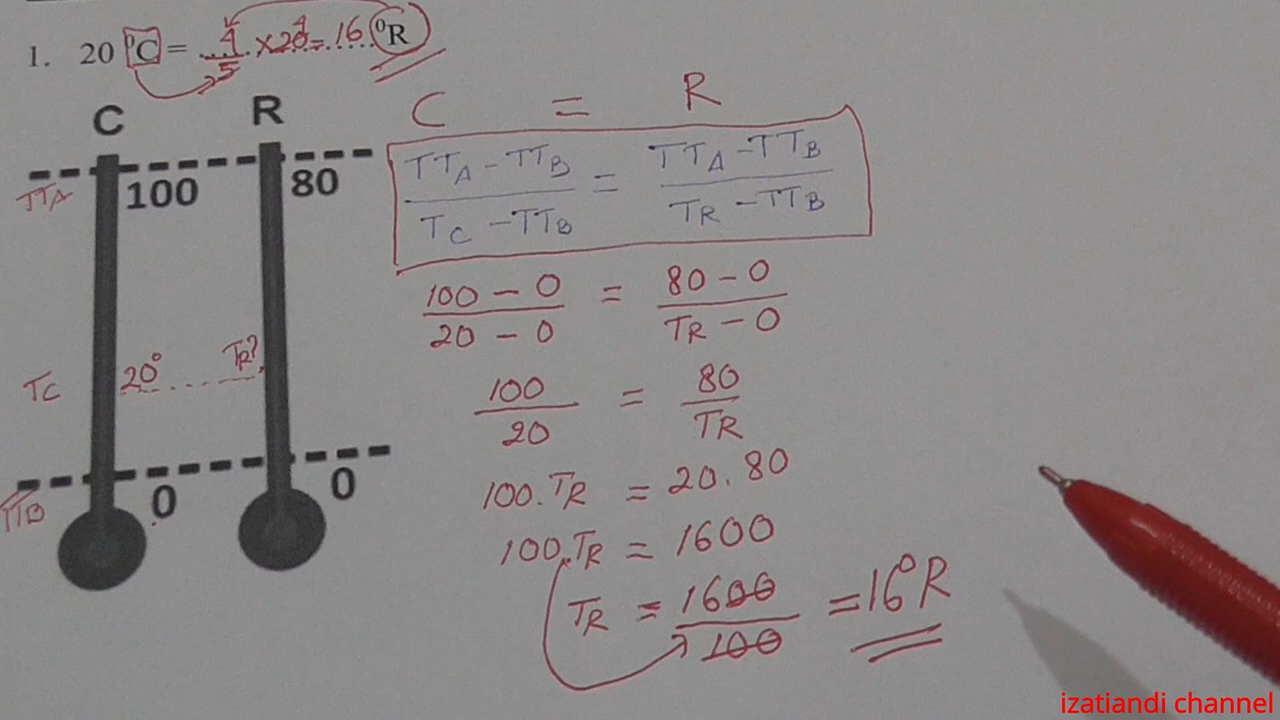 1. 20 °C = 4/5 × 20 = 16 °R
4
C R
TTA 100 80
TC 20° TR?
TTB 0 0
C = R
TTA - TTB / TC - TTB = TTA - TTB / TR - TTB
100 - 0 / 20 - 0 = 80 - 0 / TR - 0
100 / 20 = 80 / TR
100.TR = 20.80
100.TR = 1600
TR = 1600 / 100 = 16°R
izatiandi channel